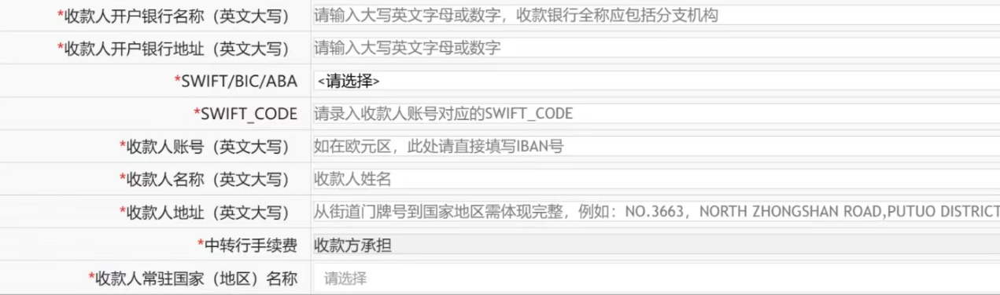 *收款人开户银行名称（英文大写） 请输入大写英文字母或数字，收款银行全称应包括分支机构
*收款人开户银行地址（英文大写） 请输入大写英文字母或数字
*SWIFT/BIC/ABA <请选择>
*SWIFT_CODE 请录入收款人账号对应的SWIFT_CODE
*收款人账号（英文大写） 如在欧元区，此处请直接填写IBAN号
*收款人名称（英文大写） 收款人姓名
*收款人地址（英文大写） 从街道门牌号到国家地区需体现完整，例如：NO.3663，NORTH ZHONGSHAN ROAD,PUTUO DISTRICT
*中转行手续费 收款方承担
*收款人常驻国家（地区）名称 请选择